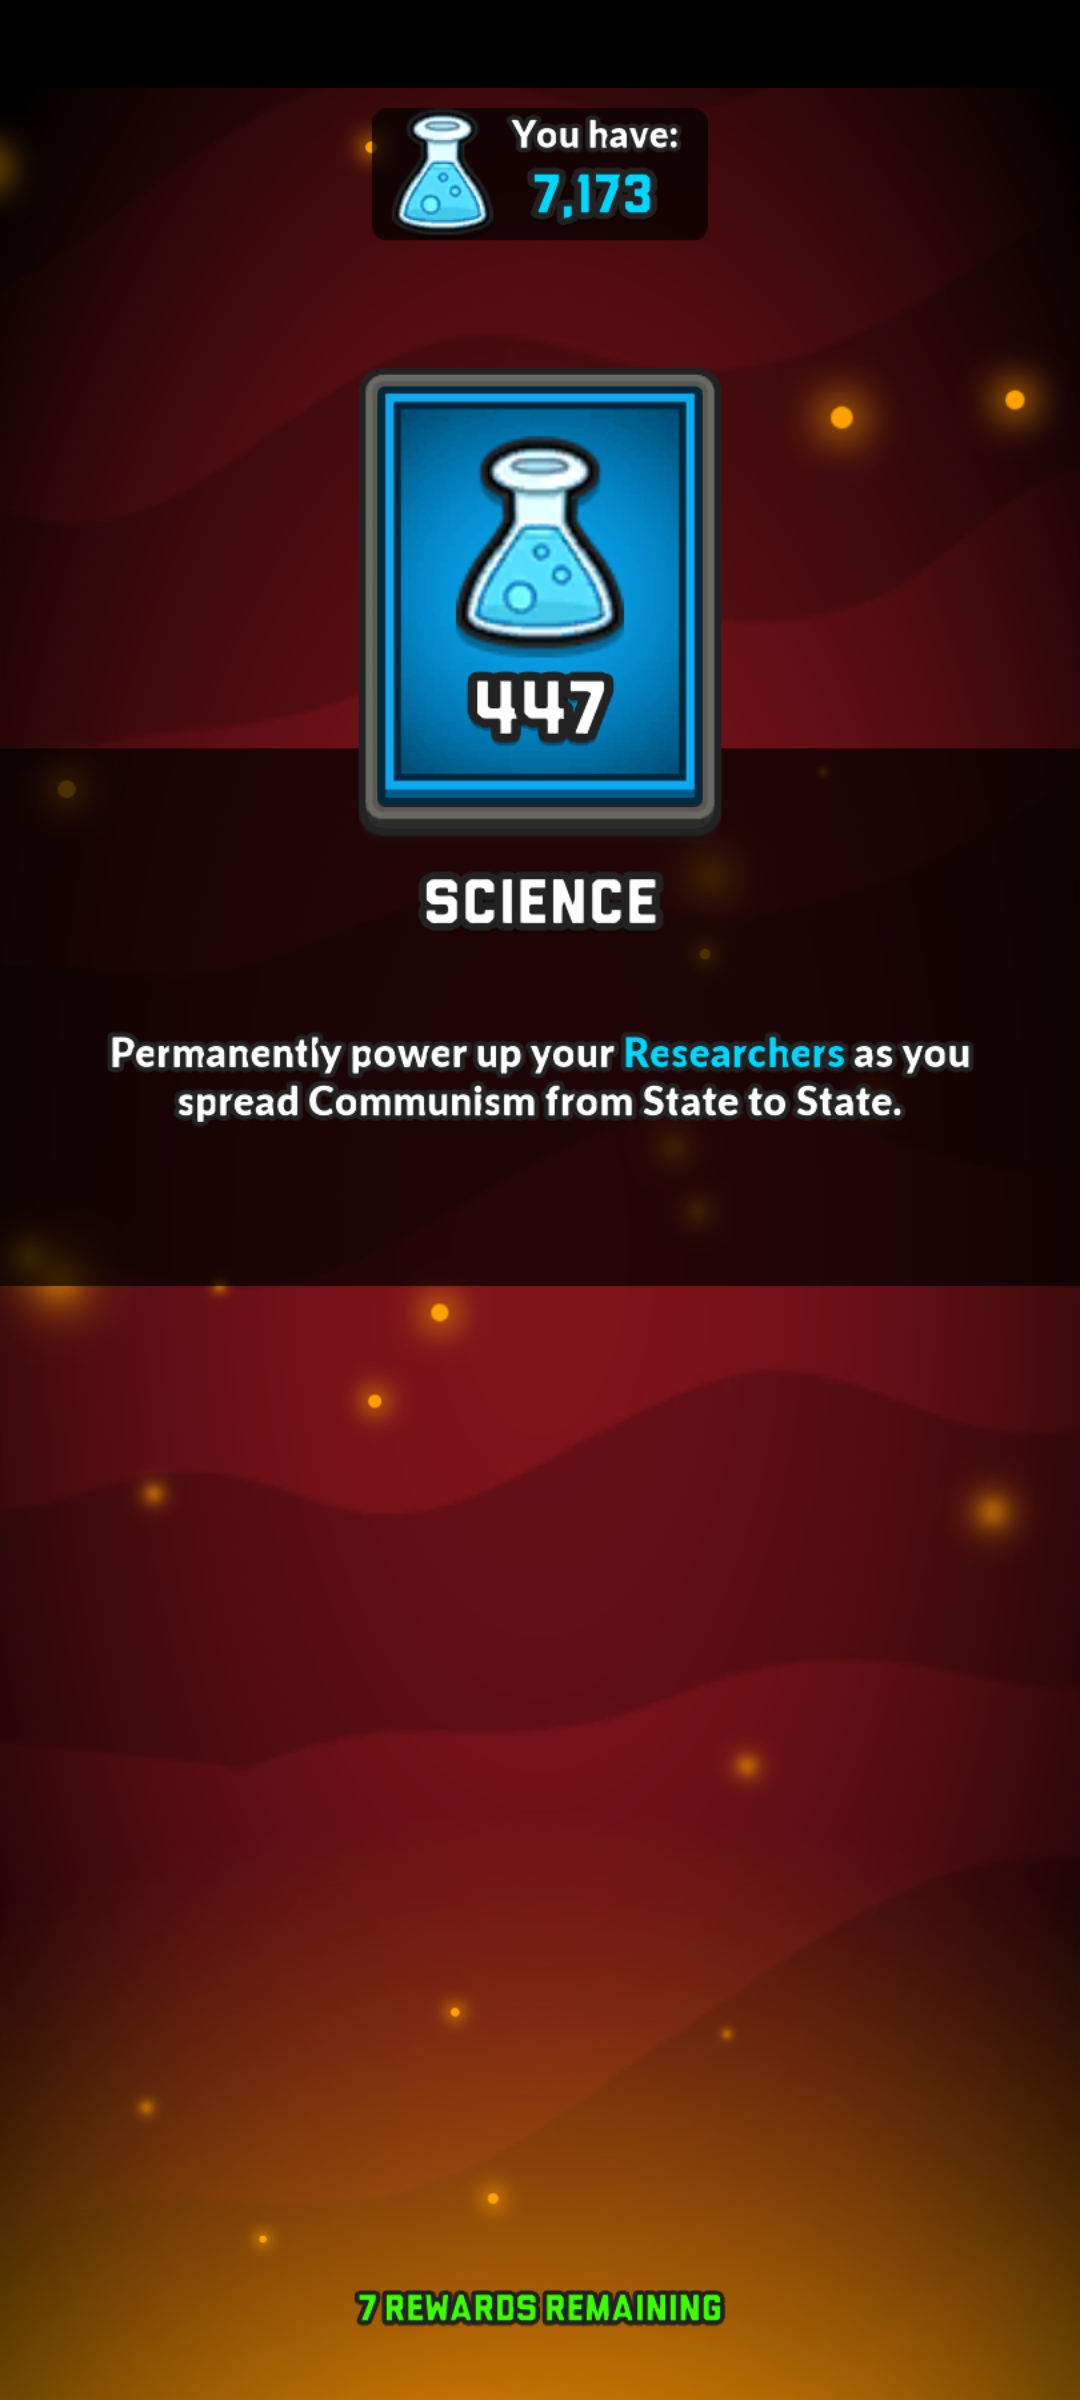 You have:
7,173
447
SCIENCE
Permanently power up your Researchers as you
spread Communism from State to State.
7 REWARDS REMAINING